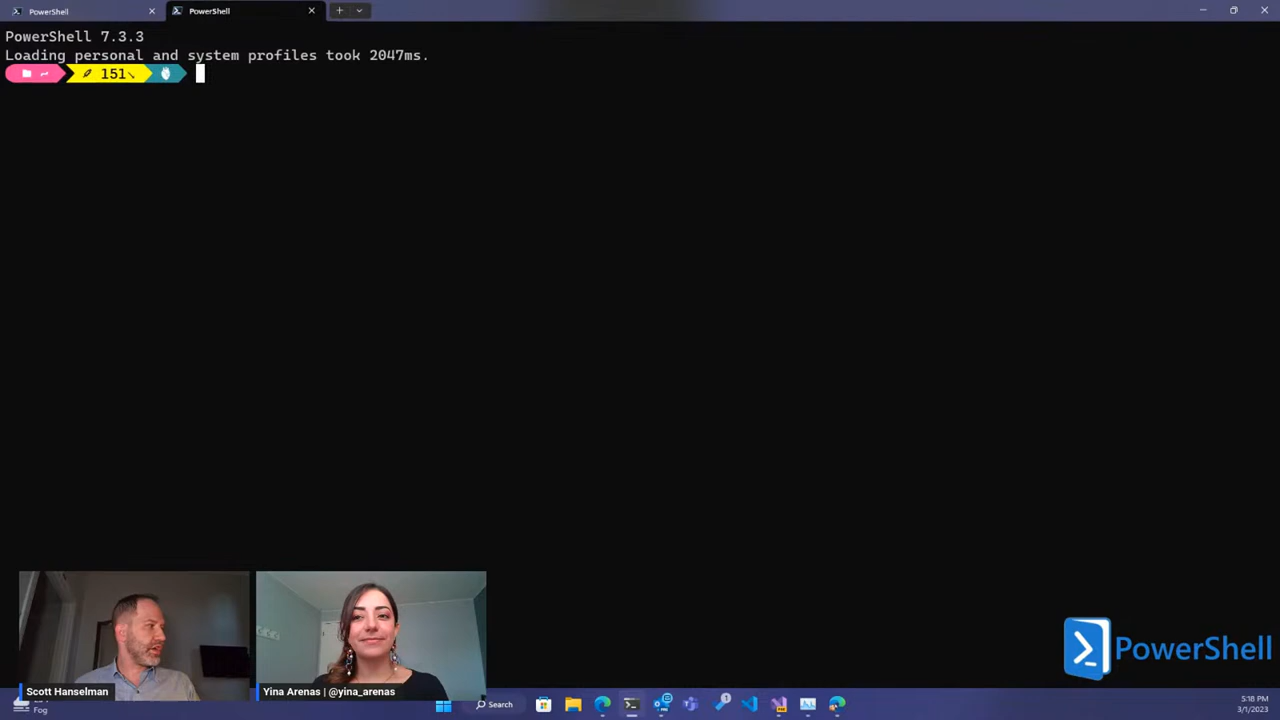 PowerShell
PowerShell
PowerShell 7.3.3
Loading personal and system profiles took 2047ms.
151
Scott Hanselman
Yina Arenas | @yina_arenas
PowerShell
Fog
Search
5:18 PM
3/1/2023